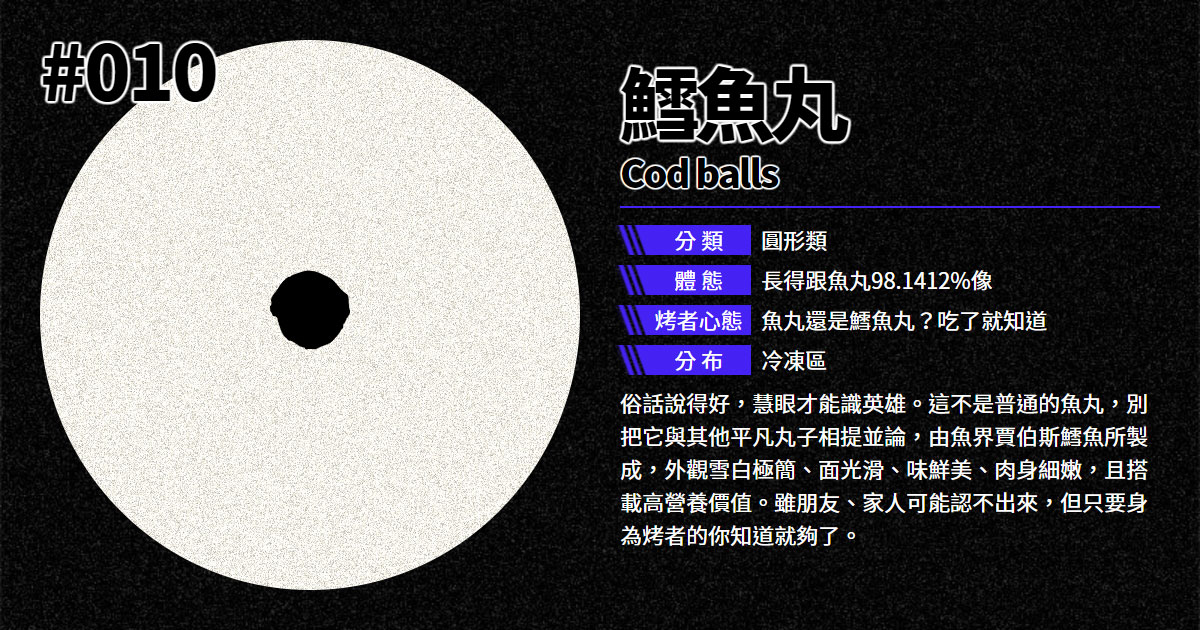 #010
鱈魚丸
Cod balls
分類 圓形類
體態 長得跟魚丸98.1412%像
烤者心態 魚丸還是鱈魚丸？吃了就知道
分布 冷凍區
俗話說得好，慧眼才能識英雄。這不是普通的魚丸，別
把它與其他平凡丸子相提並論，由魚界賈伯斯鱈魚所製
成，外觀雪白極簡、面光滑、味鮮美、肉身細嫩，且搭
載高營養價值。雖朋友、家人可能認不出來，但只要身
為烤者的你知道就夠了。